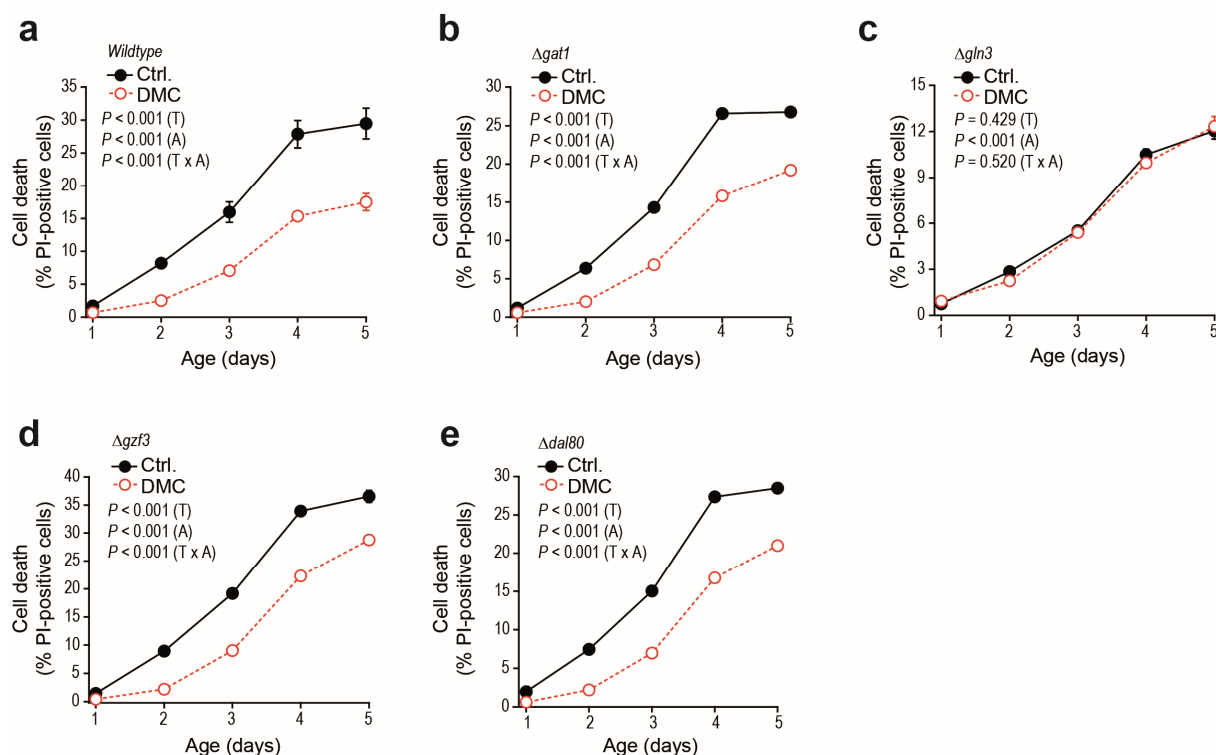 a
Wildtype
Ctrl.
DMC
P < 0.001 (T)
P < 0.001 (A)
P < 0.001 (T x A)
35
30
25
20
15
10
5
0
1 2 3 4 5
Cell death
(% PI-positive cells)
Age (days)
b
Δgat1
Ctrl.
DMC
P < 0.001 (T)
P < 0.001 (A)
P < 0.001 (T x A)
30
25
20
15
10
5
0
1 2 3 4 5
Cell death
(% PI-positive cells)
Age (days)
c
Δgln3
Ctrl.
DMC
P = 0.429 (T)
P < 0.001 (A)
P = 0.520 (T x A)
15
12
9
6
3
0
1 2 3 4 5
Cell death
(% PI-positive cells)
Age (days)
d
Δgzf3
Ctrl.
DMC
P < 0.001 (T)
P < 0.001 (A)
P < 0.001 (T x A)
40
35
30
25
20
15
10
5
0
1 2 3 4 5
Cell death
(% PI-positive cells)
Age (days)
e
Δdal80
Ctrl.
DMC
P < 0.001 (T)
P < 0.001 (A)
P < 0.001 (T x A)
30
25
20
15
10
5
0
1 2 3 4 5
Cell death
(% PI-positive cells)
Age (days)